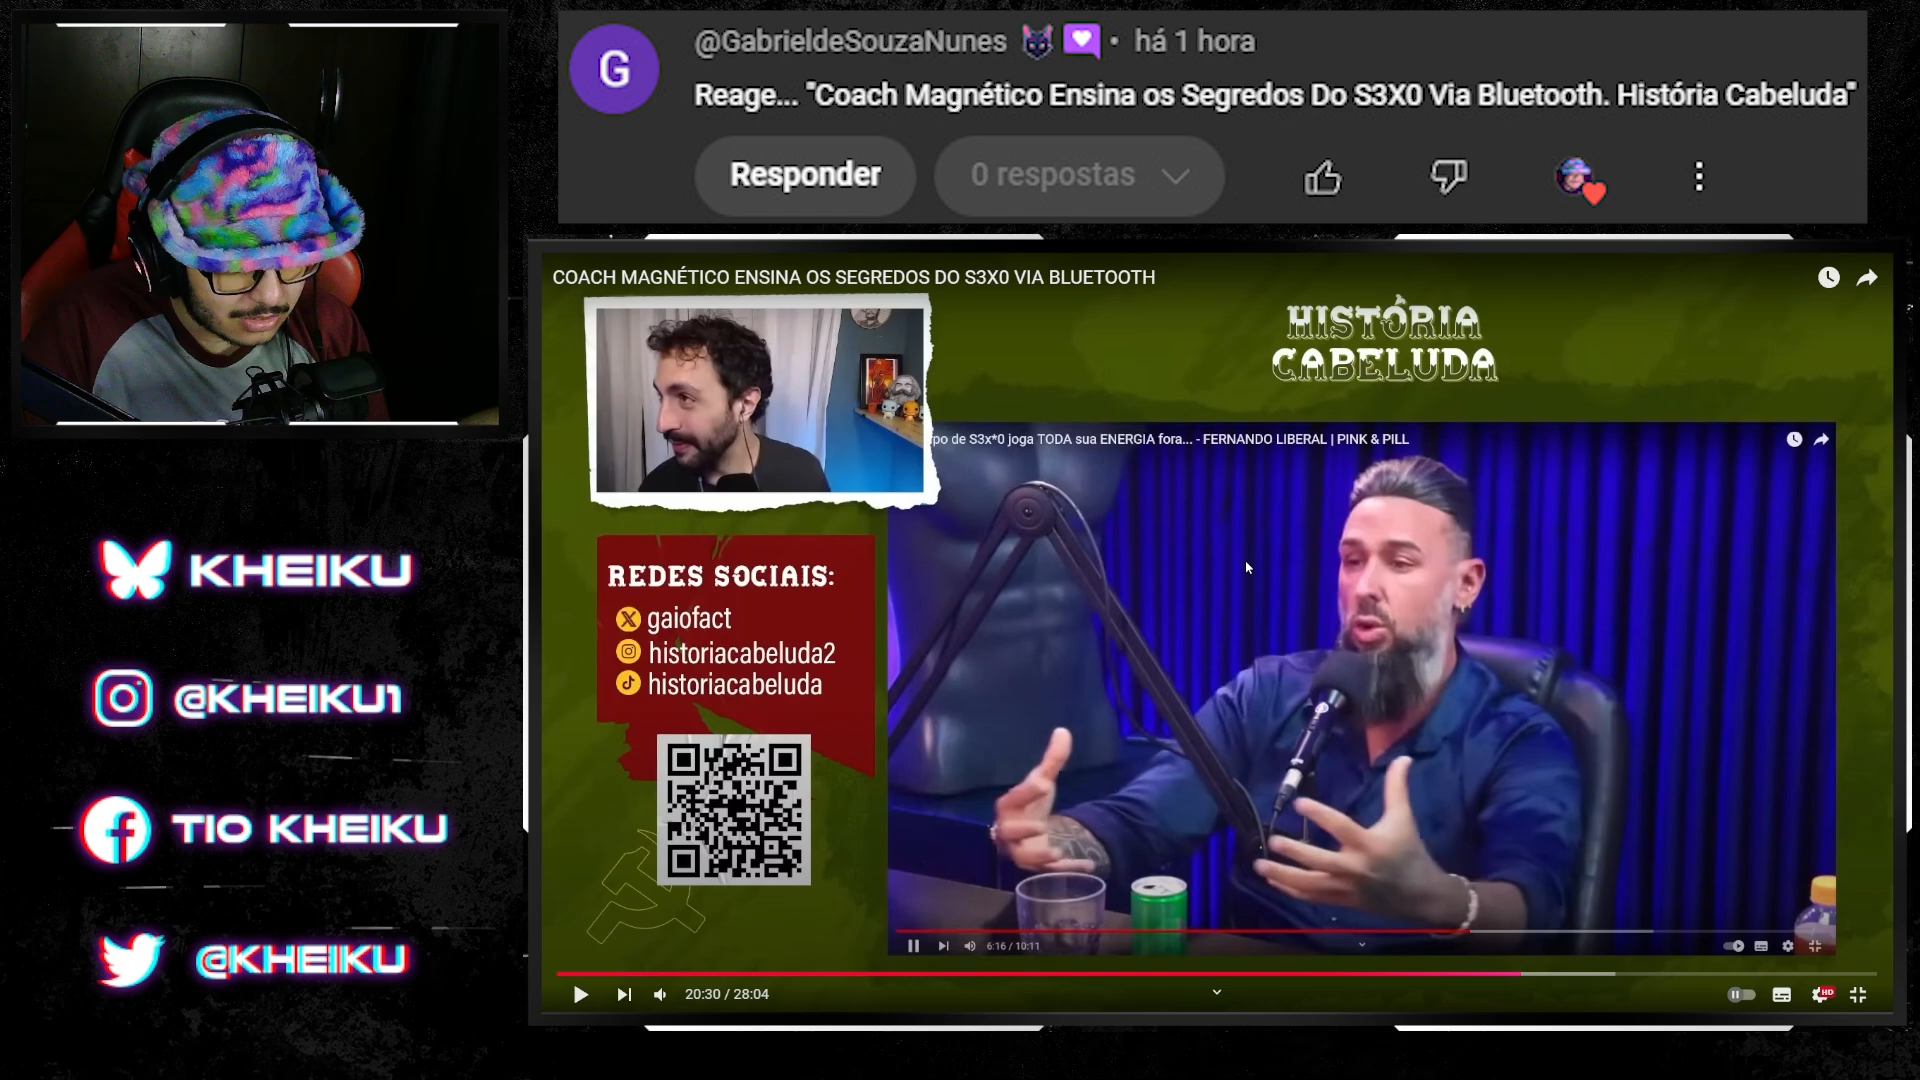 G
@GabrieldeSouzaNunes • há 1 hora
Reage... "Coach Magnético Ensina os Segredos Do S3X0 Via Bluetooth. História Cabeluda"
Responder
0 respostas
COACH MAGNÉTICO ENSINA OS SEGREDOS DO S3X0 VIA BLUETOOTH
HISTÓRIA
CABELUDA
po de S3x*0 joga TODA sua ENERGIA fora... - FERNANDO LIBERAL | PINK & PILL
REDES SOCIAIS:
gaiofact
historiacabeluda2
historiacabeluda
6:16 / 10:11
20:30 / 28:04
HD
KHEIKU
@KHEIKU1
TIO KHEIKU
@KHEIKU